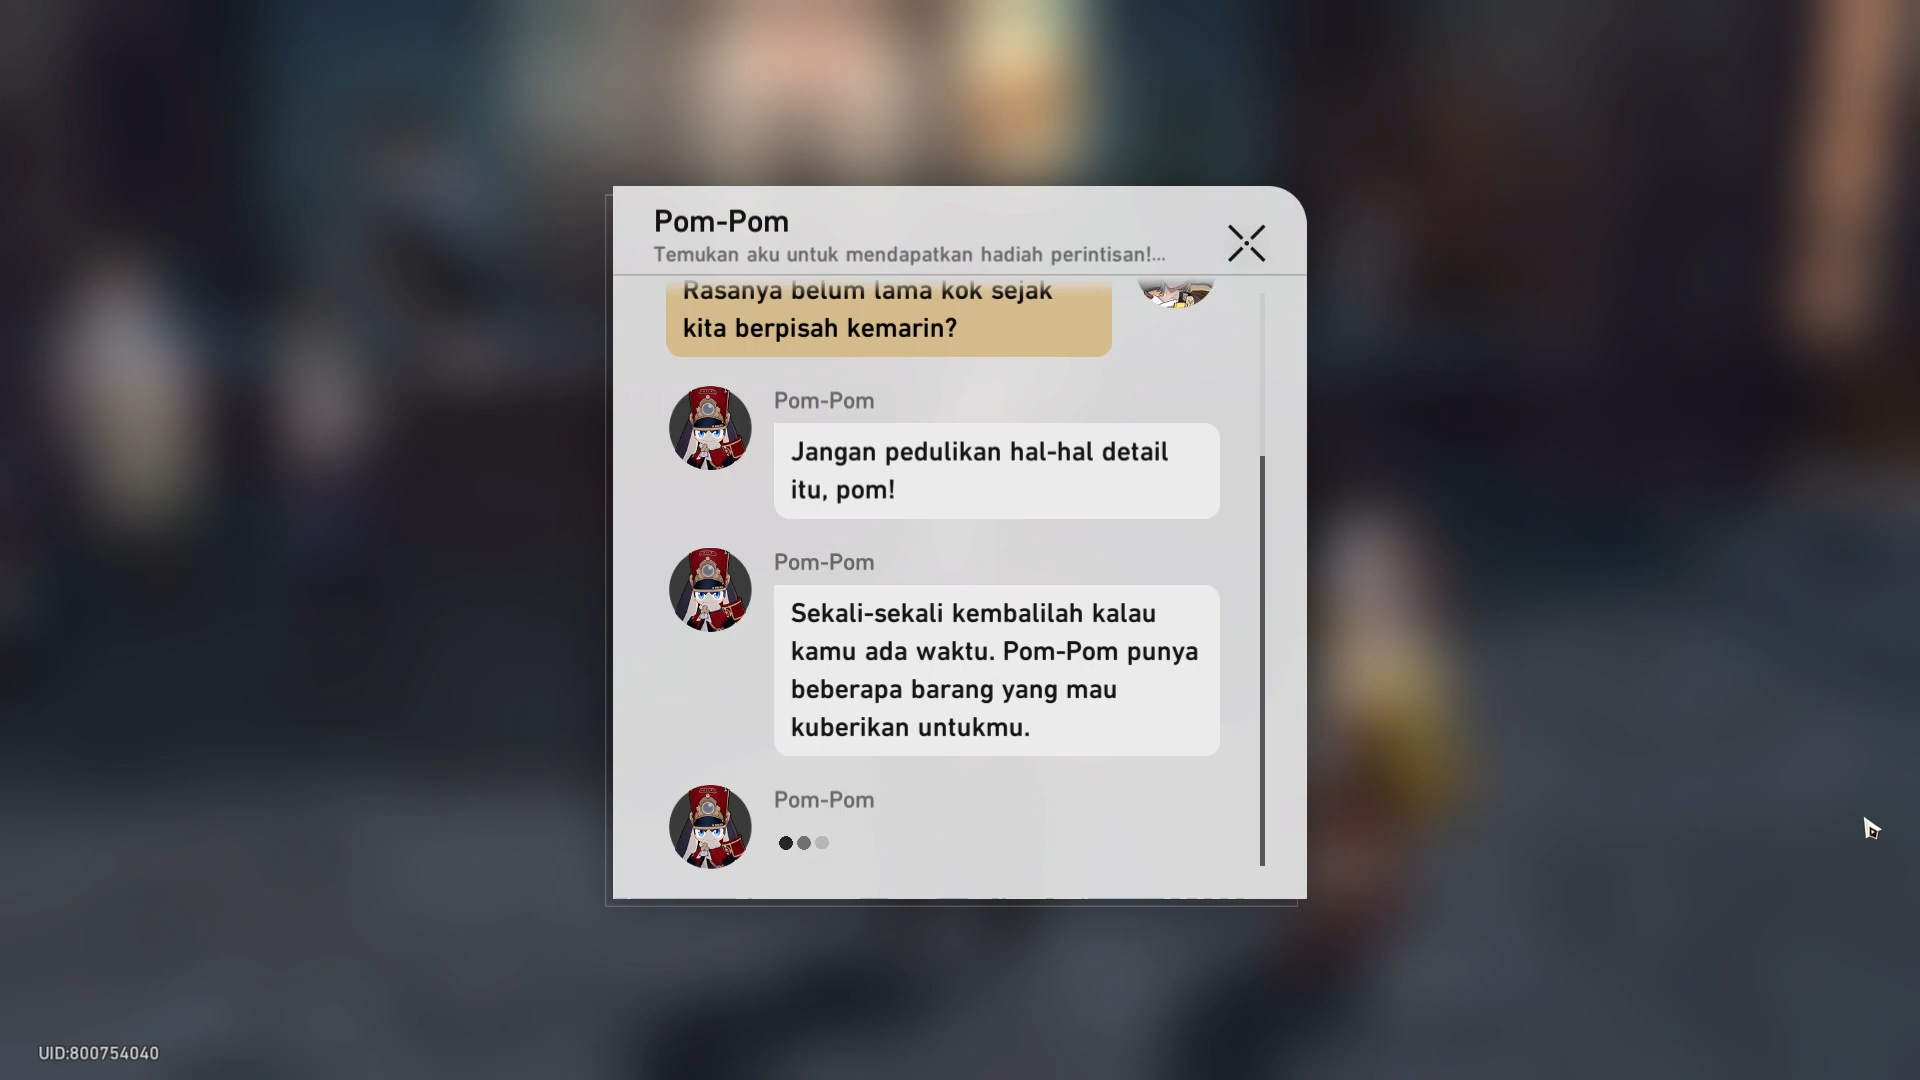 Pom-Pom
Temukan aku untuk mendapatkan hadiah perintisan!...
Rasanya belum lama kok sejak
kita berpisah kemarin?
Pom-Pom
Jangan pedulikan hal-hal detail
itu, pom!
Pom-Pom
Sekali-sekali kembalilah kalau
kamu ada waktu. Pom-Pom punya
beberapa barang yang mau
kuberikan untukmu.
Pom-Pom
UID:800754040